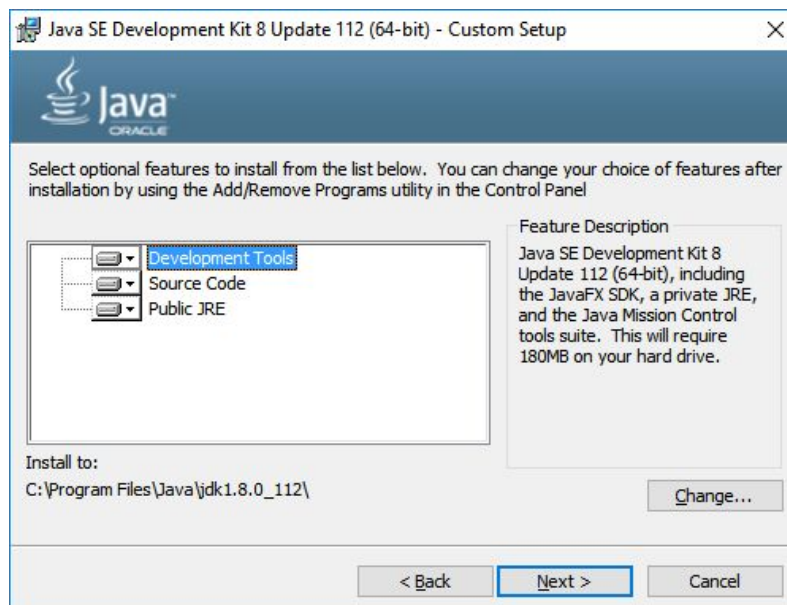 Java SE Development Kit 8 Update 112 (64-bit) - Custom Setup
Java™
ORACLE
Select optional features to install from the list below. You can change your choice of features after
installation by using the Add/Remove Programs utility in the Control Panel
Development Tools
Source Code
Public JRE
Feature Description
Java SE Development Kit 8
Update 112 (64-bit), including
the JavaFX SDK, a private JRE,
and the Java Mission Control
tools suite. This will require
180MB on your hard drive.
Install to:
C:\Program Files\Java\jdk1.8.0_112\
Change...
< Back
Next >
Cancel